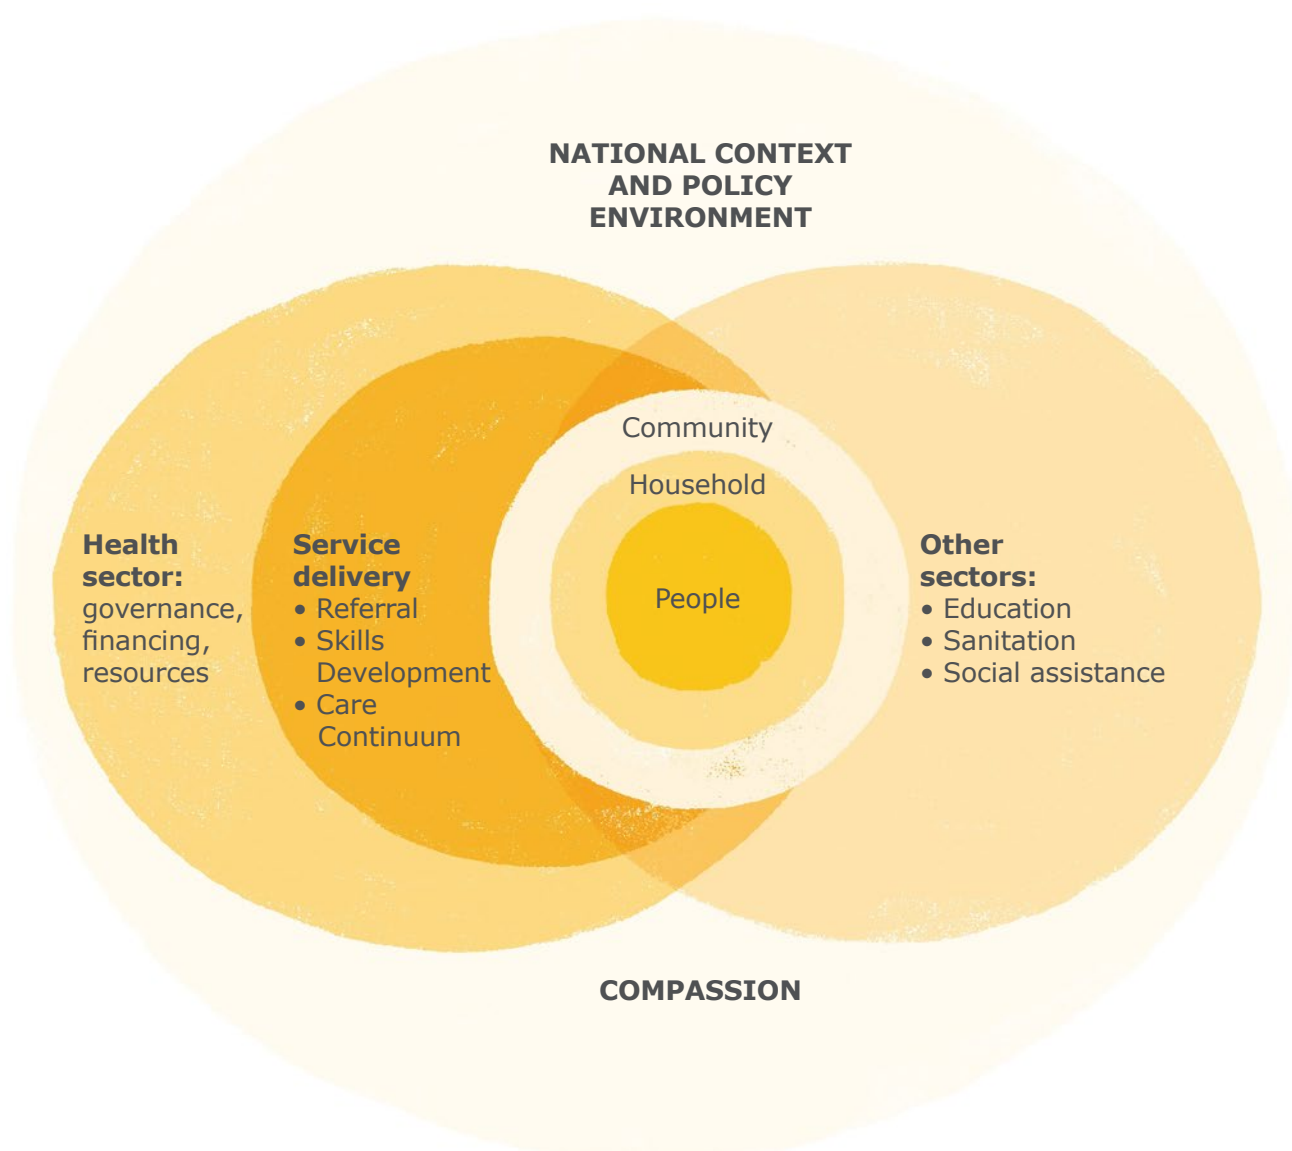 NATIONAL CONTEXT
AND POLICY
ENVIRONMENT
Community
Household
People
Health
sector:
governance,
financing,
resources
Service
delivery
• Referral
• Skills
Development
• Care
Continuum
Other
sectors:
• Education
• Sanitation
• Social assistance
COMPASSION